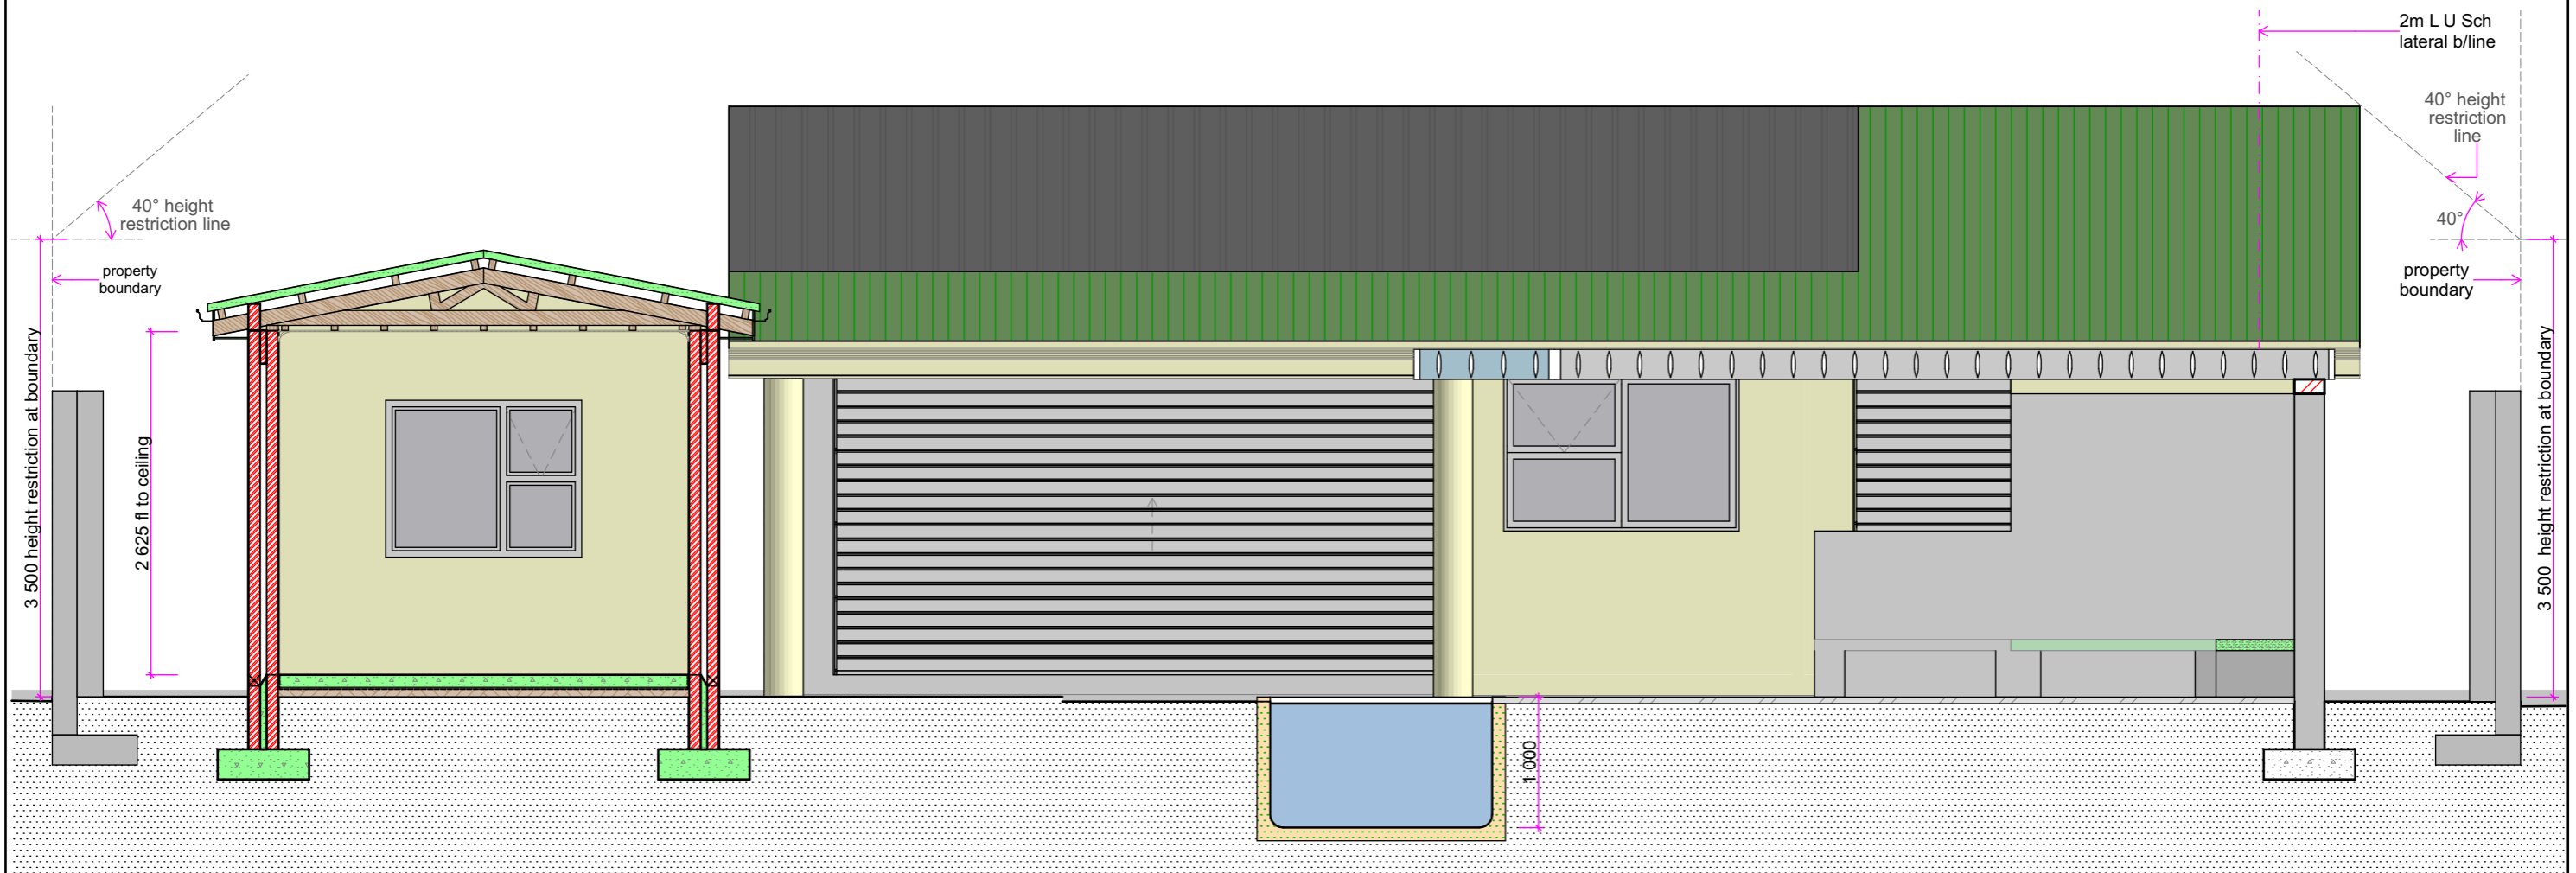 2m L U Sch
lateral b/line
40° height
restriction
line
40° height
restriction line
40°
property
boundary
property
boundary
3 500 height restriction at boundary
2 625 fl to ceiling
3 500 height restriction at boundary
1 000